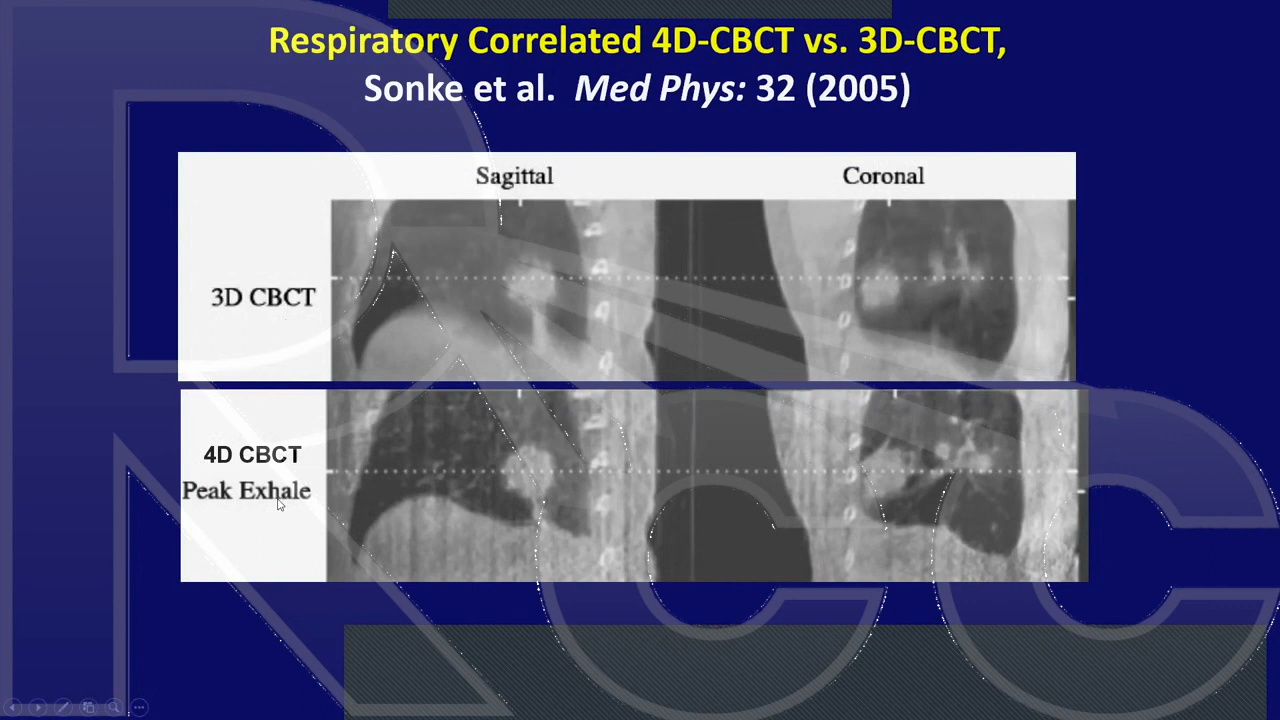 Respiratory Correlated 4D-CBCT vs. 3D-CBCT,
Sonke et al. Med Phys: 32 (2005)
Sagittal Coronal
3D CBCT
4D CBCT
Peak Exhale
RCC